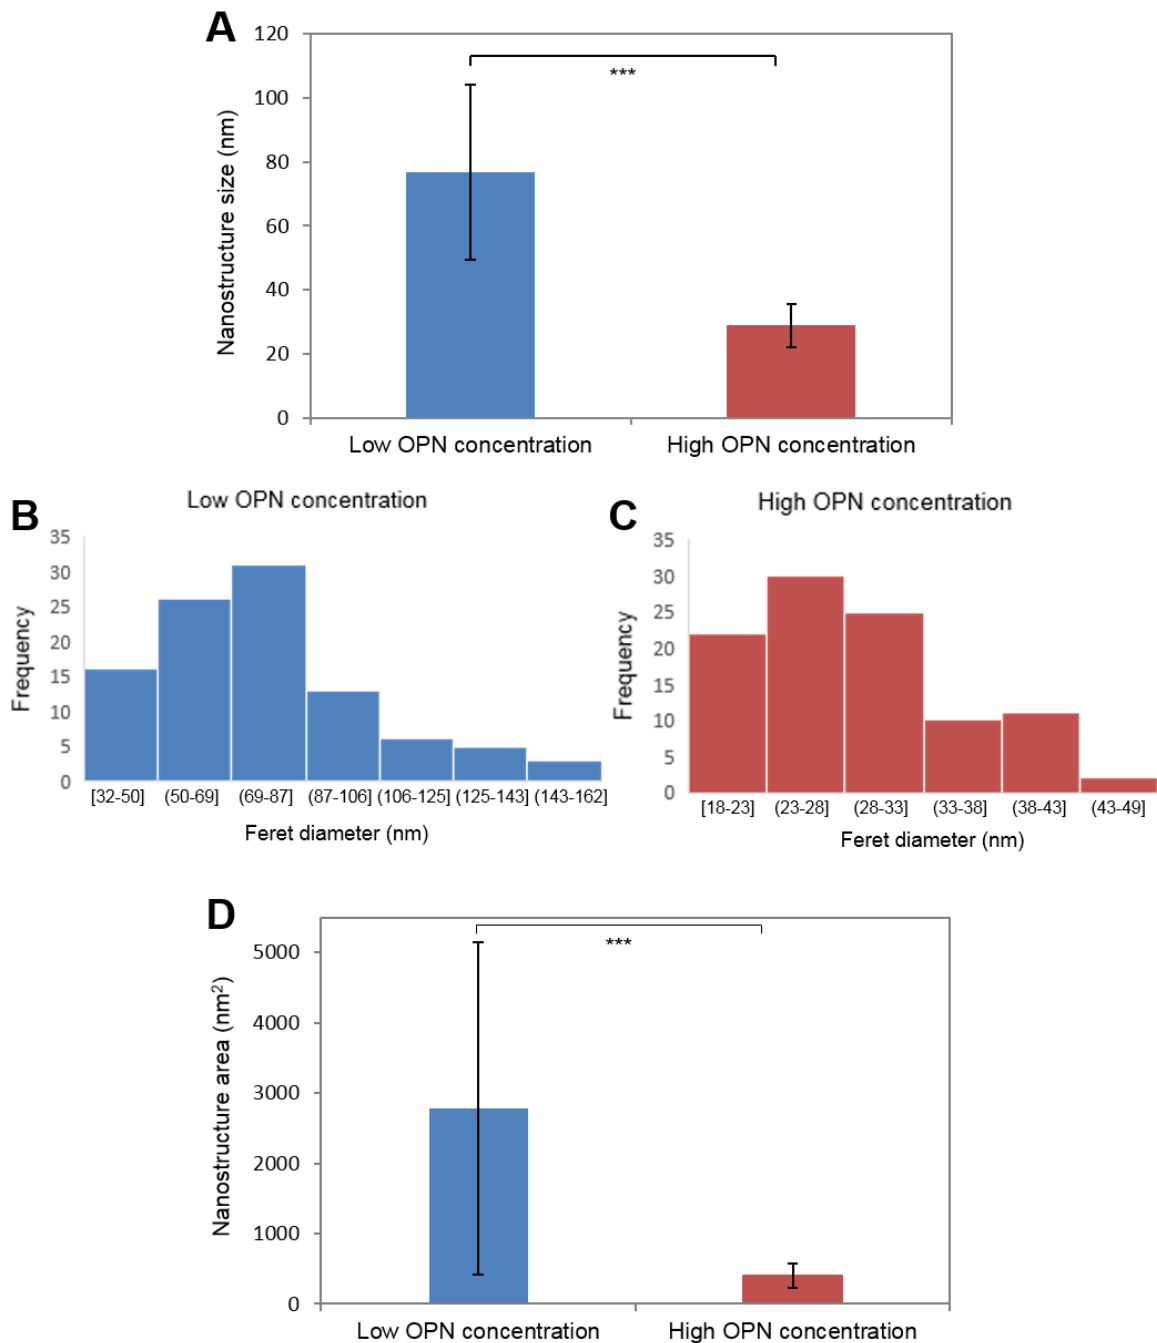 A
120
100
80
60
40
20
0
Nanostructure size (nm)
***
Low OPN concentration
High OPN concentration
B
Low OPN concentration
35
30
25
20
15
10
5
0
Frequency
[32-50] (50-69] (69-87] (87-106] (106-125] (125-143] (143-162]
Feret diameter (nm)
C
High OPN concentration
35
30
25
20
15
10
5
0
Frequency
[18-23] (23-28] (28-33] (33-38] (38-43] (43-49]
Feret diameter (nm)
D
5000
4000
3000
2000
1000
0
Nanostructure area (nm²)
***
Low OPN concentration
High OPN concentration